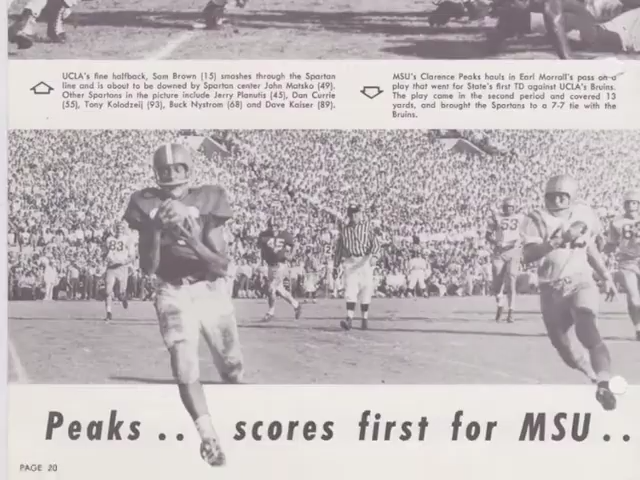 UCLA's fine halfback, Sam Brown (15) smashes through the Spartan
line and is about to be downed by Spartan center John Matsko (49).
Other Spartans in the picture include Jerry Planutis (45), Dan Currie
(55), Tony Kolodzeij (93), Buck Nystrom (68) and Dave Kaiser (89).
MSU's Clarence Peaks hauls in Earl Morrall's pass on a
play that went for State's first TD against UCLA's Bruins.
The play came in the second period and covered 13
yards, and brought the Spartans to a 7-7 tie with the
Bruins.
83
45
53
Peaks .. scores first for MSU ..
PAGE 20